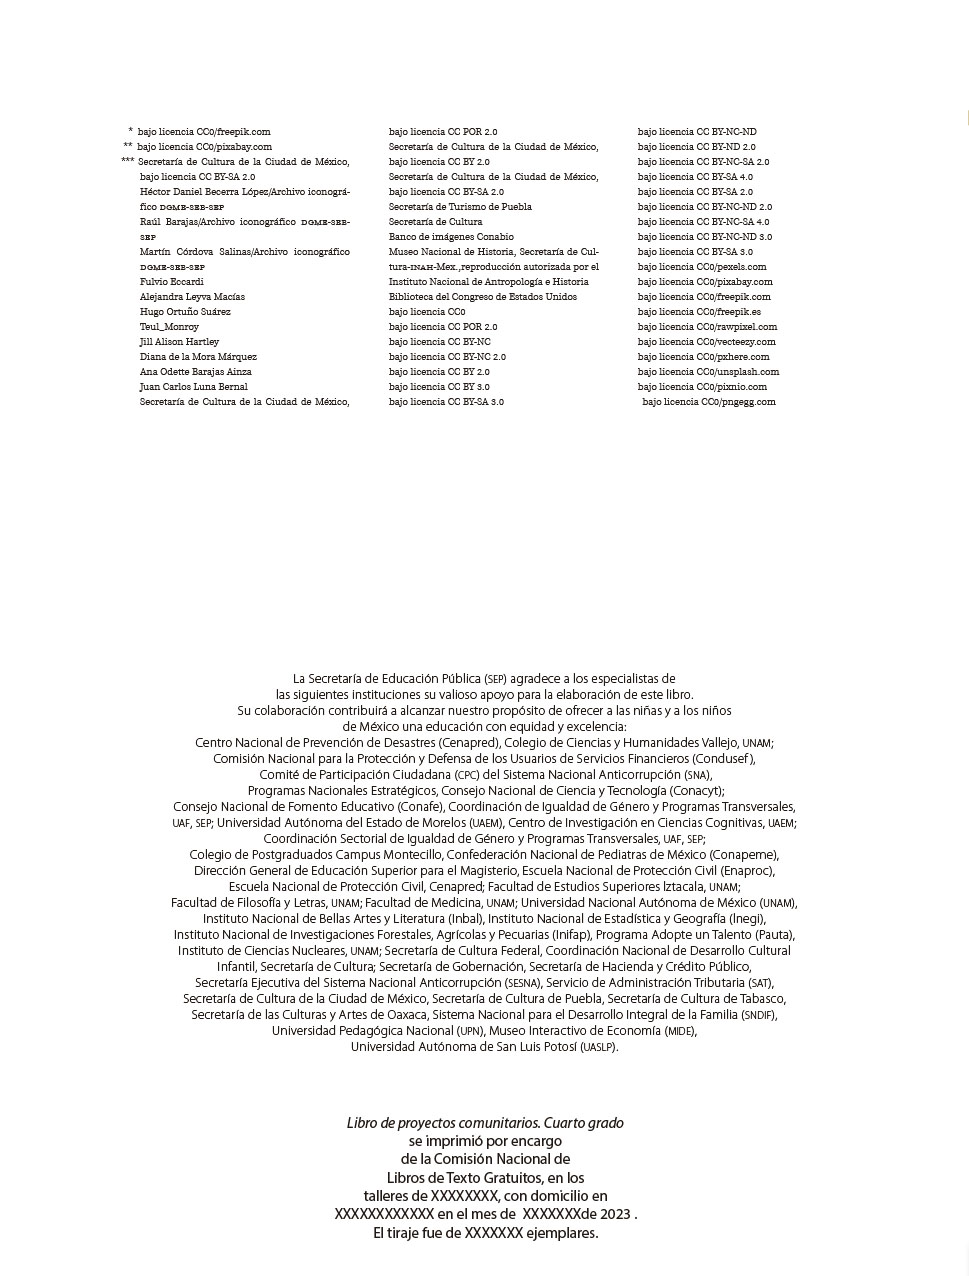 * bajo licencia CC0/freepik.com
** bajo licencia CC0/pixabay.com
*** Secretaría de Cultura de la Ciudad de México,
bajo licencia CC BY-SA 2.0
Héctor Daniel Becerra López/Archivo iconográ-
fico DGME-SEB-SEP
Raúl Barajas/Archivo iconográfico DGME-SEB-
SEP
Martín Córdova Salinas/Archivo iconográfico
DGME-SEB-SEP
Fulvio Eccardi
Alejandra Leyva Macías
Hugo Ortuño Suárez
Teul_Monroy
Jill Alison Hartley
Diana de la Mora Márquez
Ana Odette Barajas Ainza
Juan Carlos Luna Bernal
Secretaría de Cultura de la Ciudad de México,
bajo licencia CC POR 2.0
Secretaría de Cultura de la Ciudad de México,
bajo licencia CC BY 2.0
Secretaría de Cultura de la Ciudad de México,
bajo licencia CC BY-SA 2.0
Secretaría de Turismo de Puebla
Secretaría de Cultura
Banco de imágenes Conabio
Museo Nacional de Historia, Secretaría de Cul-
tura-INAH-Mex.,reproducción autorizada por el
Instituto Nacional de Antropología e Historia
Biblioteca del Congreso de Estados Unidos
bajo licencia CC0
bajo licencia CC POR 2.0
bajo licencia CC BY-NC
bajo licencia CC BY-NC 2.0
bajo licencia CC BY 2.0
bajo licencia CC BY 3.0
bajo licencia CC BY-SA 3.0
bajo licencia CC BY-NC-ND
bajo licencia CC BY-ND 2.0
bajo licencia CC BY-NC-SA 2.0
bajo licencia CC BY-SA 4.0
bajo licencia CC BY-SA 2.0
bajo licencia CC BY-NC-ND 2.0
bajo licencia CC BY-NC-SA 4.0
bajo licencia CC BY-NC-ND 3.0
bajo licencia CC BY-SA 3.0
bajo licencia CC0/pexels.com
bajo licencia CC0/pixabay.com
bajo licencia CC0/freepik.com
bajo licencia CC0/freepik.es
bajo licencia CC0/rawpixel.com
bajo licencia CC0/vecteezy.com
bajo licencia CC0/pxhere.com
bajo licencia CC0/unsplash.com
bajo licencia CC0/pixnio.com
bajo licencia CC0/pngegg.com
La Secretaría de Educación Pública (SEP) agradece a los especialistas de
las siguientes instituciones su valioso apoyo para la elaboración de este libro.
Su colaboración contribuirá a alcanzar nuestro propósito de ofrecer a las niñas y a los niños
de México una educación con equidad y excelencia:
Centro Nacional de Prevención de Desastres (Cenapred), Colegio de Ciencias y Humanidades Vallejo, UNAM;
Comisión Nacional para la Protección y Defensa de los Usuarios de Servicios Financieros (Condusef),
Comité de Participación Ciudadana (CPC) del Sistema Nacional Anticorrupción (SNA),
Programas Nacionales Estratégicos, Consejo Nacional de Ciencia y Tecnología (Conacyt);
Consejo Nacional de Fomento Educativo (Conafe), Coordinación de Igualdad de Género y Programas Transversales,
UAF, SEP; Universidad Autónoma del Estado de Morelos (UAEM), Centro de Investigación en Ciencias Cognitivas, UAEM;
Coordinación Sectorial de Igualdad de Género y Programas Transversales, UAF, SEP;
Colegio de Postgraduados Campus Montecillo, Confederación Nacional de Pediatras de México (Conapeme),
Dirección General de Educación Superior para el Magisterio, Escuela Nacional de Protección Civil (Enaproc),
Escuela Nacional de Protección Civil, Cenapred; Facultad de Estudios Superiores Iztacala, UNAM;
Facultad de Filosofía y Letras, UNAM; Facultad de Medicina, UNAM; Universidad Nacional Autónoma de México (UNAM),
Instituto Nacional de Bellas Artes y Literatura (Inbal), Instituto Nacional de Estadística y Geografía (Inegi),
Instituto Nacional de Investigaciones Forestales, Agrícolas y Pecuarias (Inifap), Programa Adopte un Talento (Pauta),
Instituto de Ciencias Nucleares, UNAM; Secretaría de Cultura Federal, Coordinación Nacional de Desarrollo Cultural
Infantil, Secretaría de Cultura; Secretaría de Gobernación, Secretaría de Hacienda y Crédito Público,
Secretaría Ejecutiva del Sistema Nacional Anticorrupción (SESNA), Servicio de Administración Tributaria (SAT),
Secretaría de Cultura de la Ciudad de México, Secretaría de Cultura de Puebla, Secretaría de Cultura de Tabasco,
Secretaría de las Culturas y Artes de Oaxaca, Sistema Nacional para el Desarrollo Integral de la Familia (SNDIF),
Universidad Pedagógica Nacional (UPN), Museo Interactivo de Economía (MIDE),
Universidad Autónoma de San Luis Potosí (UASLP).
Libro de proyectos comunitarios. Cuarto grado
se imprimió por encargo
de la Comisión Nacional de
Libros de Texto Gratuitos, en los
talleres de XXXXXXXX, con domicilio en
XXXXXXXXXXXX en el mes de XXXXXXXde 2023 .
El tiraje fue de XXXXXXX ejemplares.